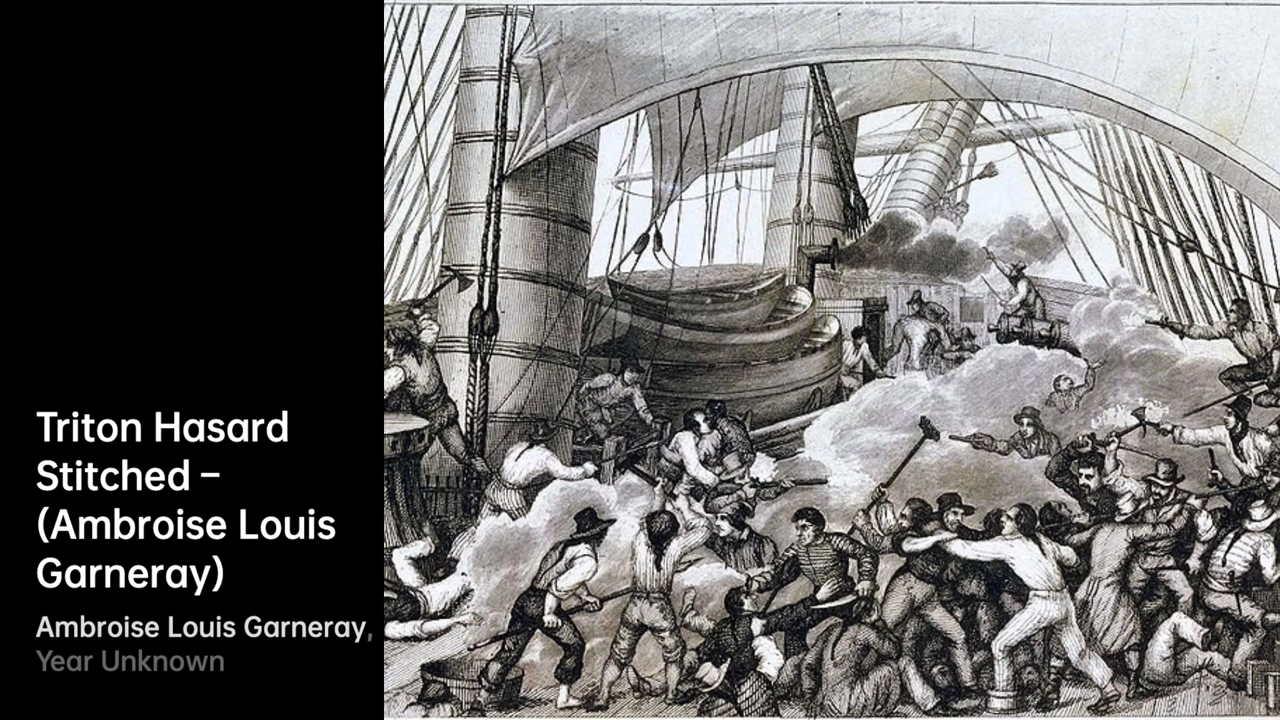 Triton Hasard
Stitched –
(Ambroise Louis
Garneray)
Ambroise Louis Garneray,
Year Unknown